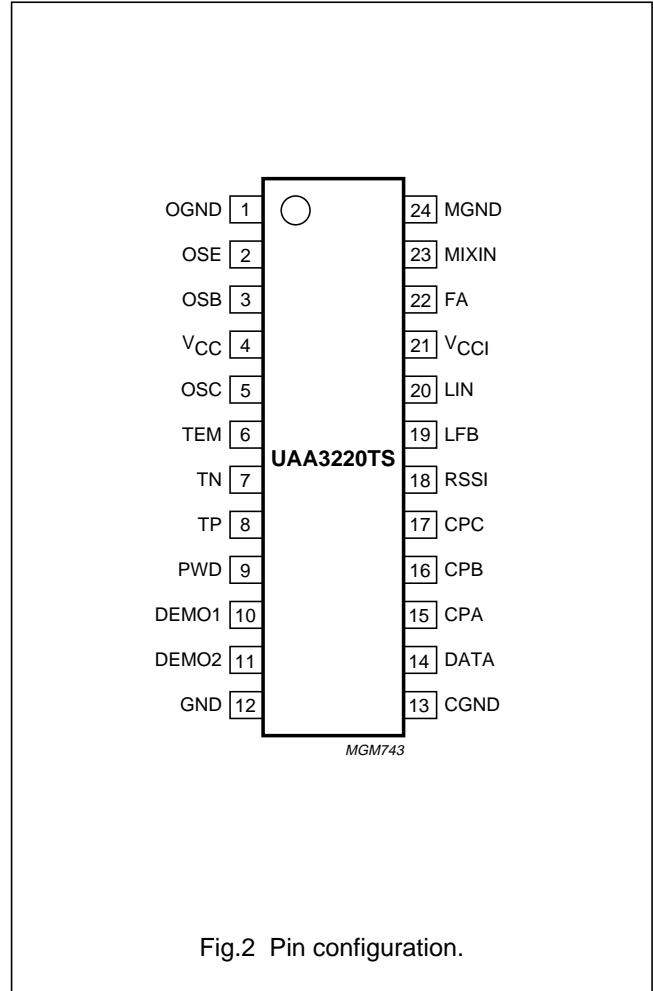 OGND 1 24 MGND
OSE 2 23 MIXIN
OSB 3 22 FA
VCC 4 21 VCCI
OSC 5 20 LIN
TEM 6 19 LFB
UAA3220TS
TN 7 18 RSSI
TP 8 17 CPC
PWD 9 16 CPB
DEMO1 10 15 CPA
DEMO2 11 14 DATA
GND 12 13 CGND
MGM743
Fig.2 Pin configuration.